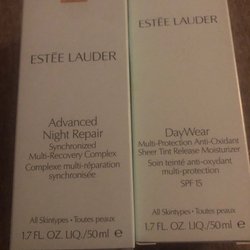 ESTĒE LAUDER
Advanced
Night Repair
Synchronized
Multi-Recovery Complex
Complexe multi-réparation
synchronisée
All Skintypes • Toutes peaux
1.7 FL. OZ. LIQ./50 ml ℮
ESTĒE LAUDER
DayWear
Multi-Protection Anti-Oxidant
Sheer Tint Release Moisturizer
Soin teinté anti-oxydant
multi-protection
SPF 15
All Skintypes • Toutes peaux
1.7 FL. OZ. LIQ./50 ml ℮